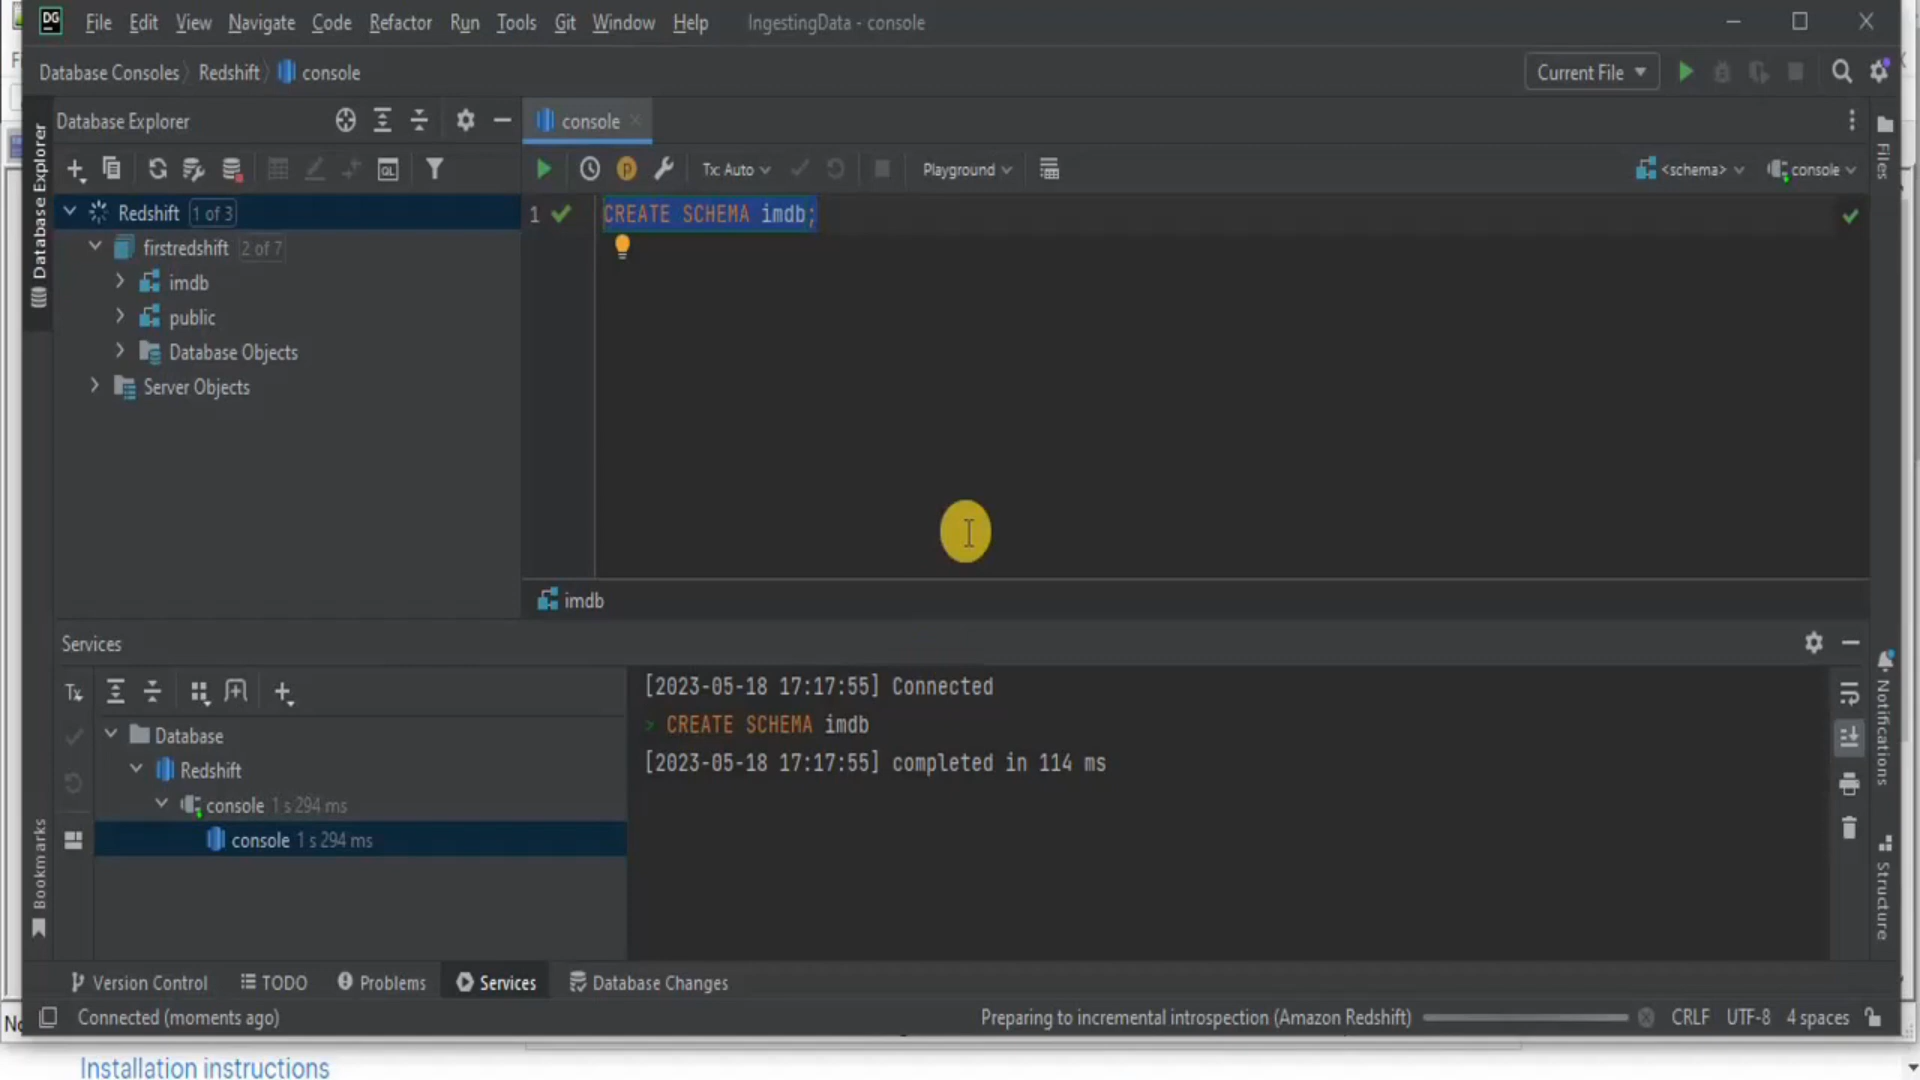 DG File Edit View Navigate Code Refactor Run Tools Git Window Help IngestingData - console
Database Consoles Redshift console
Current File
Database Explorer
console
Tx: Auto Playground <schema> console
QL
p
Redshift 1 of 3
firstredshift 2 of 7
imdb
public
Database Objects
Server Objects
1 CREATE SCHEMA imdb;
imdb
Services
Tx
Database
Redshift
console 1 s 294 ms
console 1 s 294 ms
[2023-05-18 17:17:55] Connected
> CREATE SCHEMA imdb
[2023-05-18 17:17:55] completed in 114 ms
Database Explorer
Bookmarks
Files
Notifications
Structure
Version Control TODO Problems Services Database Changes
Connected (moments ago) Preparing to incremental introspection (Amazon Redshift) CRLF UTF-8 4 spaces
Installation instructions